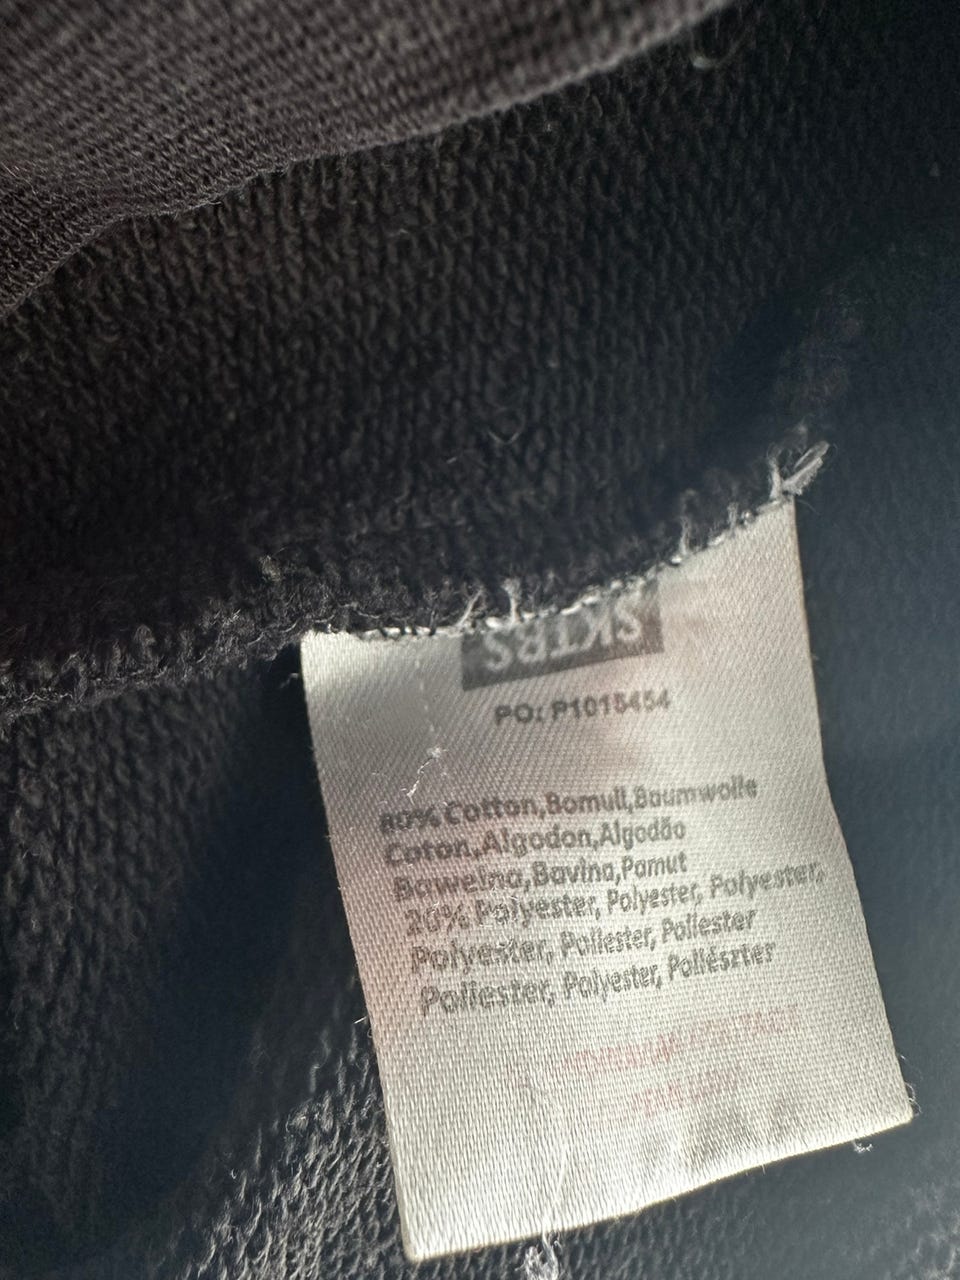 SKTRS
PO: P1015454
80% Cotton,Bomull,Baumwolle
Coton,Algodon,Algodão
Bawelna,Bavlna,Pamut
20% Polyester, Polyester, Polyester,
Polyester, Poliester, Poliester
Poliester, Polyester, Poliészter